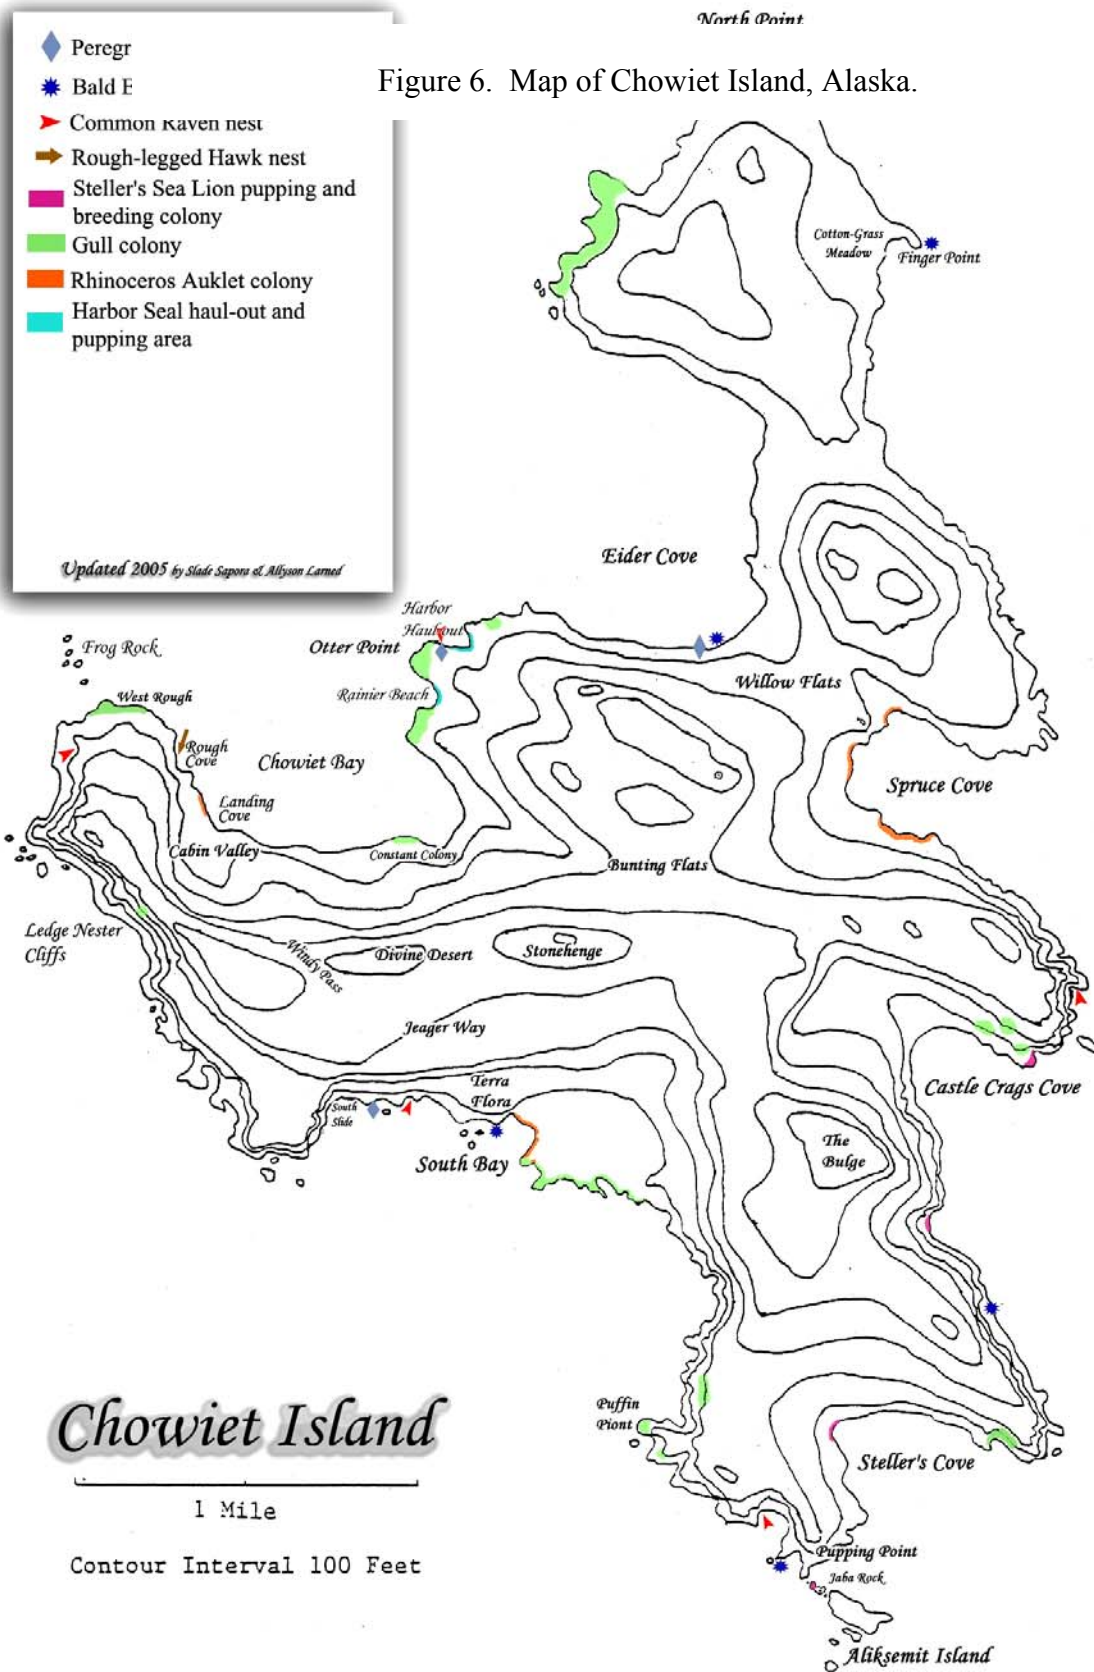 North Point
Figure 6. Map of Chowiet Island, Alaska.
Peregr
Bald E
Common Raven nest
Rough-legged Hawk nest
Steller's Sea Lion pupping and
breeding colony
Gull colony
Rhinoceros Auklet colony
Harbor Seal haul-out and
pupping area
Updated 2005 by Slade Sapora & Allyson Larned
Cotton-Grass
Meadow
Finger Point
Eider Cove
Harbor
Haulout
Otter Point
Frog Rock
Rainier Beach
Willow Flats
West Rough
Rough
Cove
Chowiet Bay
Spruce Cove
Landing
Cove
Cabin Valley
Constant Colony
Bunting Flats
Ledge Nester
Cliffs
Windy Pass
Divine Desert
Stonehenge
Jeager Way
Terra
Flora
Castle Crags Cove
South
Slide
South Bay
The
Bulge
Chowiet Island
Puffin
Piont
Steller's Cove
1 Mile
Contour Interval 100 Feet
Pupping Point
Jaba Rock
Aliksemit Island